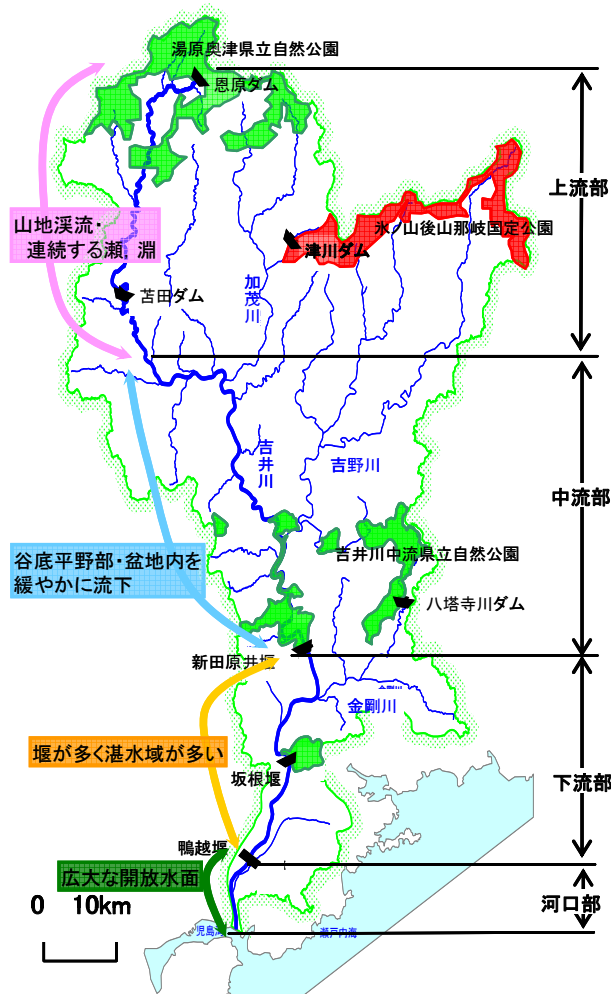 湯原奥津県立自然公園
恩原ダム
上流部
山地渓流・
連続する瀬、淵
氷ノ山後山那岐国定公園
津川ダム
加茂川
苫田ダム
吉井川
吉野川
中流部
吉井川中流県立自然公園
谷底平野部・盆地内を
緩やかに流下
八塔寺川ダム
新田原井堰
金剛川
金剛川
堰が多く湛水域が多い
坂根堰
下流部
鴨越堰
広大な開放水面
0 10km
河口部
児島湾
瀬戸内海